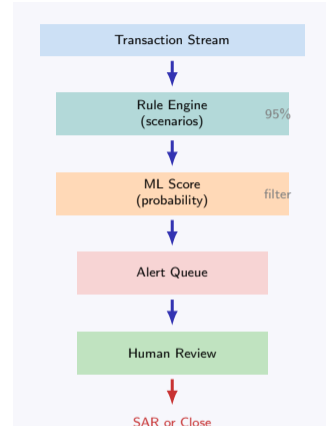 Transaction Stream
Rule Engine
(scenarios)
95%
ML Score
(probability)
filter
Alert Queue
Human Review
SAR or Close